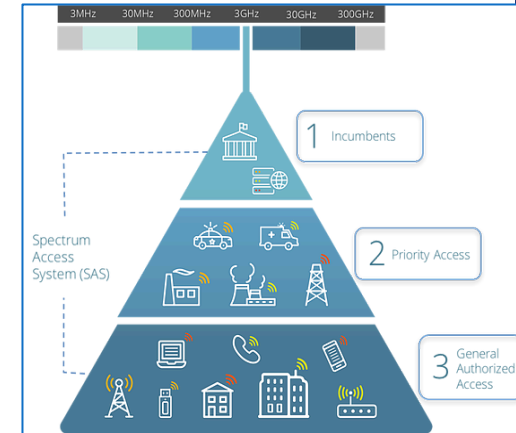 3MHz 30MHz 300MHz 3GHz 30GHz 300GHz
1 Incumbents
Spectrum
Access
System (SAS)
2 Priority Access
3 General
Authorized
Access